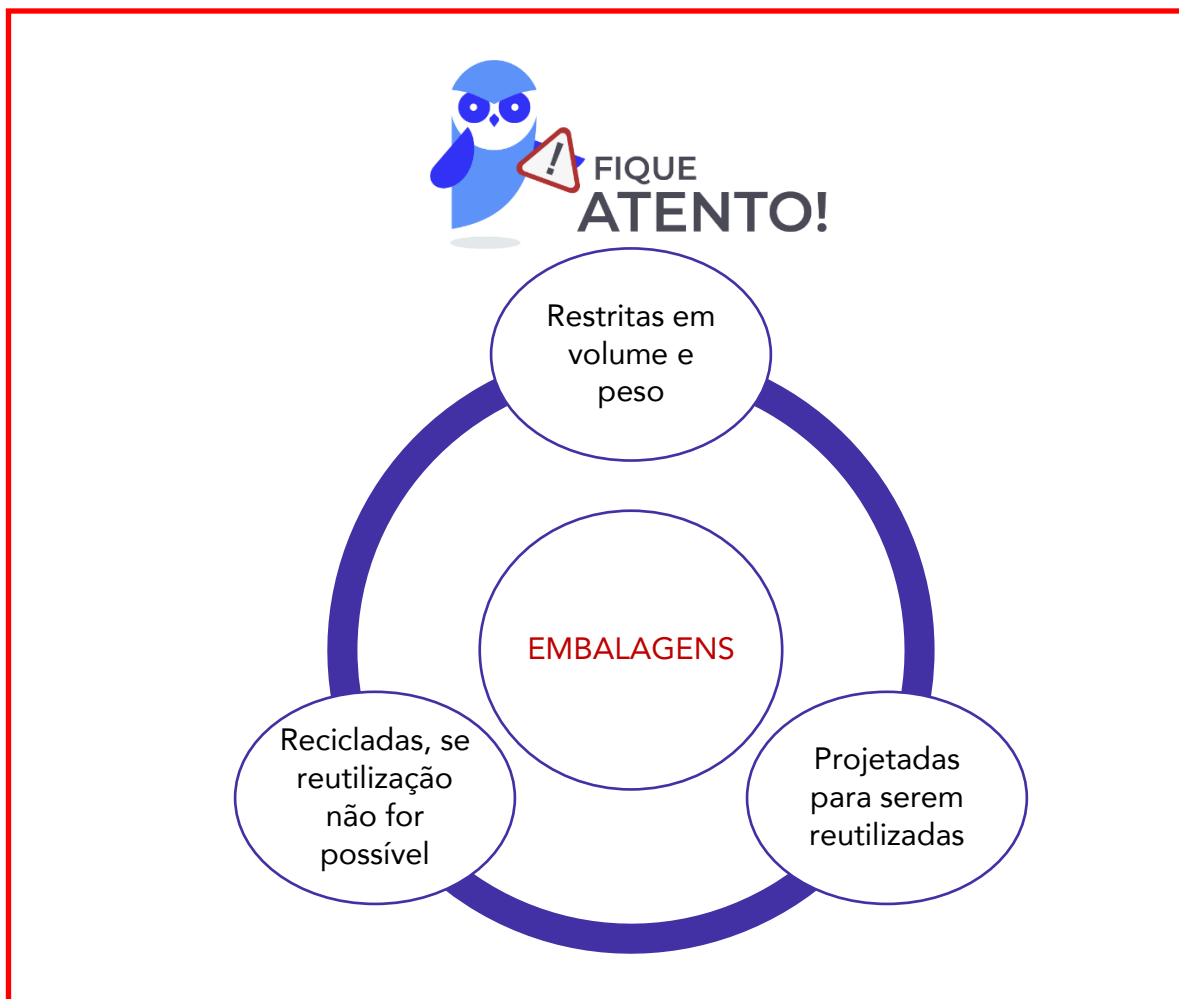 FIQUE
ATENTO!
Restritas em
volume e
peso
EMBALAGENS
Recicladas, se
reutilização
não for
possível
Projetadas
para serem
reutilizadas